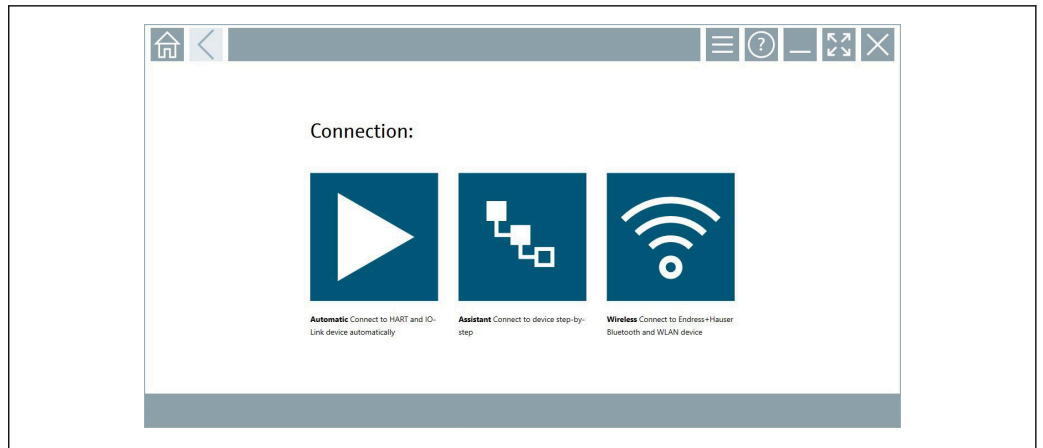 Connection:
Automatic Connect to HART and IO-
Link device automatically
Assistant Connect to device step-by-
step
Wireless Connect to Endress+Hauser
Bluetooth and WLAN device